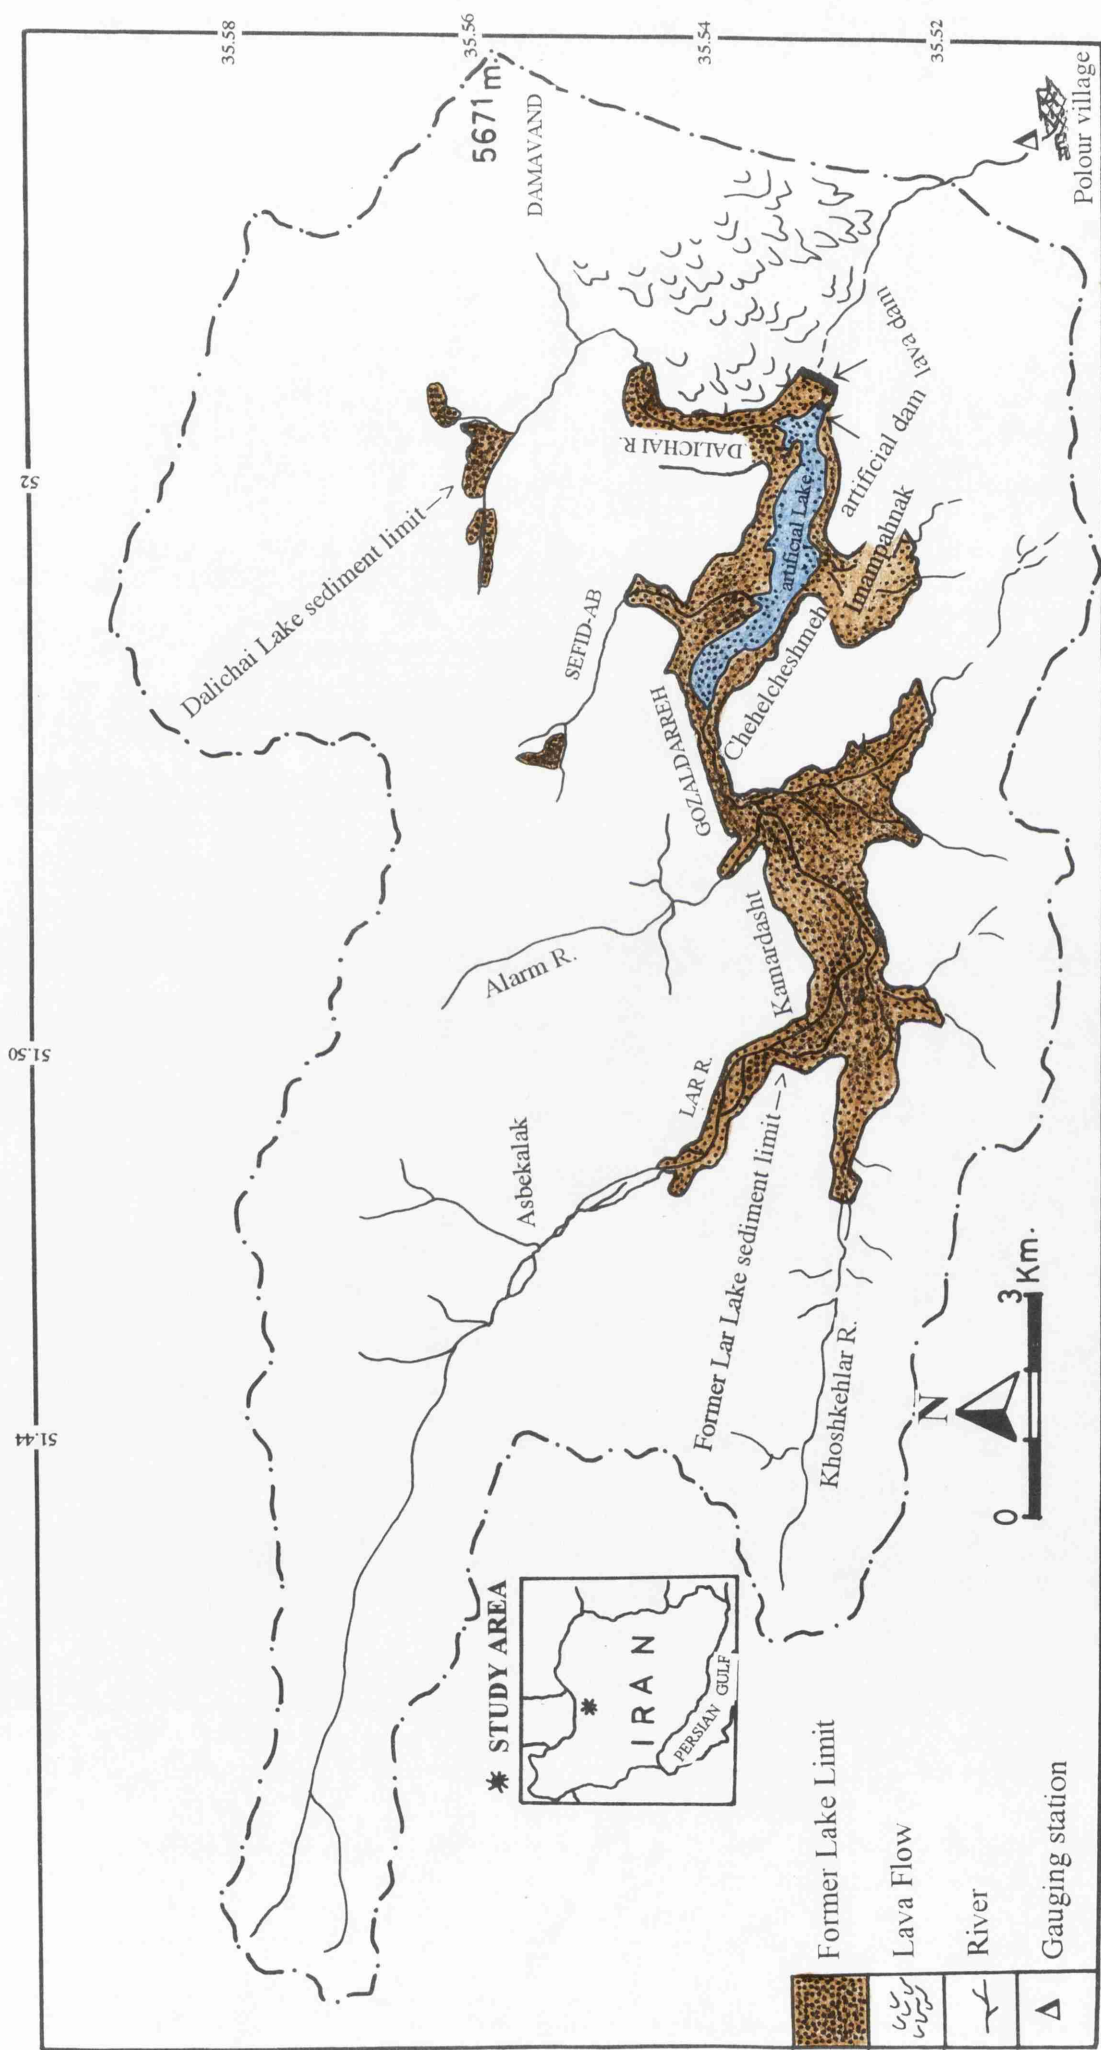 51.44
51.50
52
35.58
35.56
35.54
35.52
5671 m
DAMAVAND
Dalichai Lake sediment limit
SEFID-AB
DALICHAI R.
lava dam
artificial dam
artificial Lake
Imampahnak
Chehelcheshmeh
GOZALDARREH
Alarm R.
Kamardasht
LAR R.
Asbekalak
Former Lar Lake sediment limit
Khoshkehlar R.
Polour village
STUDY AREA
IRAN
PERSIAN GULF
N
0 3 Km.
Former Lake Limit
Lava Flow
River
Gauging station